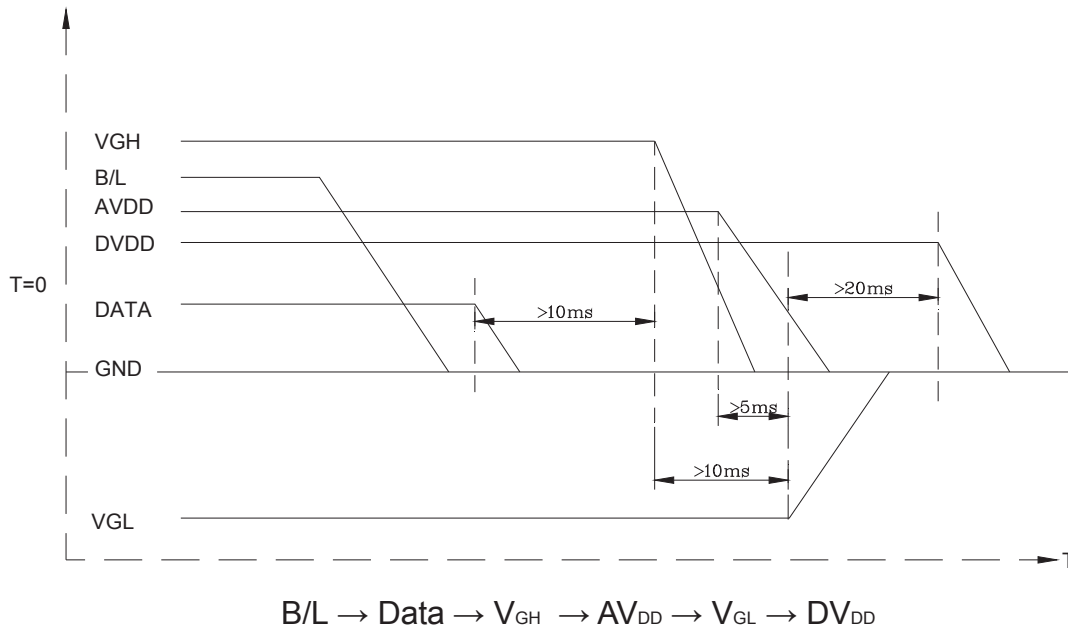 VGH
B/L
AVDD
DVDD
T=0
>20ms
DATA
>10ms
GND
>5ms
>10ms
VGL
T
B/L → Data → VGH → AVDD → VGL → DVDD